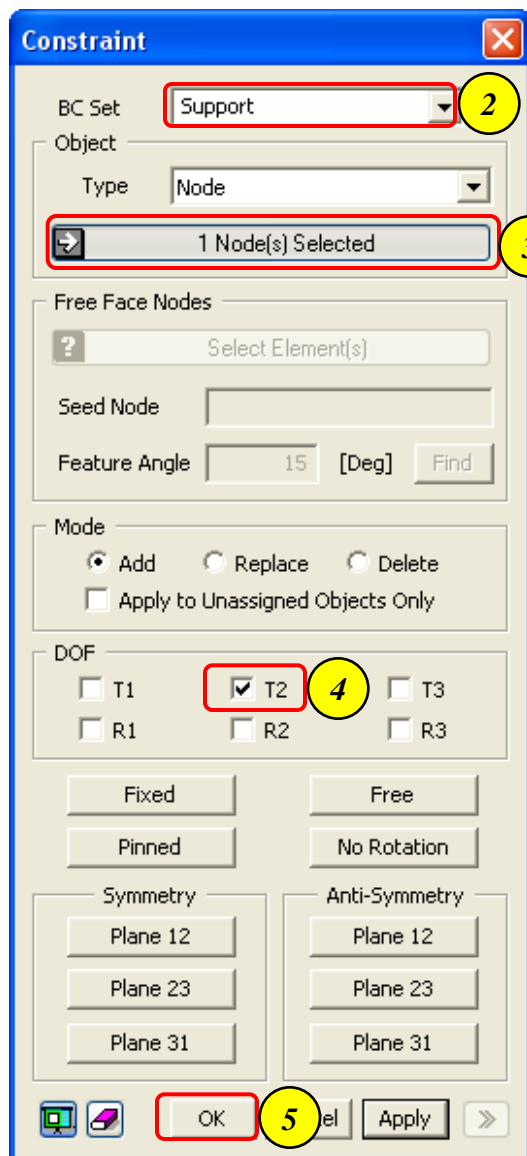 Constraint
BC Set Support 2
Object
Type Node
1 Node(s) Selected
Free Face Nodes
? Select Element(s)
Seed Node
Feature Angle 15 [Deg] Find
Mode
Add Replace Delete
Apply to Unassigned Objects Only
DOF
T1 T2 4 T3
R1 R2 R3
Fixed Free
Pinned No Rotation
Symmetry Anti-Symmetry
Plane 12 Plane 12
Plane 23 Plane 23
Plane 31 Plane 31
OK 5 el Apply >>